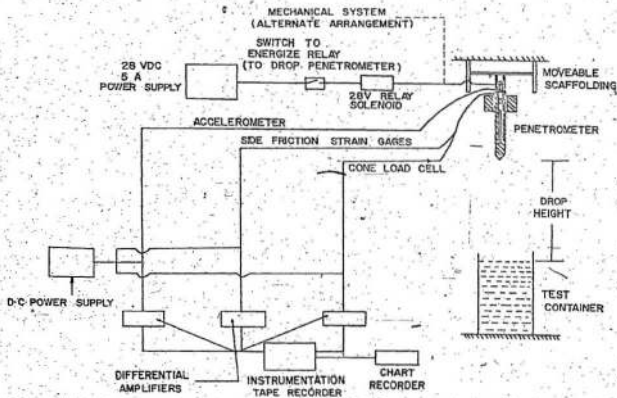 MECHANICAL SYSTEM
(ALTERNATE ARRANGEMENT)
SWITCH TO
ENERGIZE RELAY
(TO DROP PENETROMETER)
28 VDC
5 A
POWER SUPPLY
28V RELAY
SOLENOID
MOVEABLE
SCAFFOLDING
ACCELEROMETER
PENETROMETER
SIDE FRICTION STRAIN GAGES
CONE LOAD CELL
DROP
HEIGHT
D-C POWER SUPPLY
TEST
CONTAINER
DIFFERENTIAL
AMPLIFIERS
INSTRUMENTATION
TAPE RECORDER
CHART
RECORDER